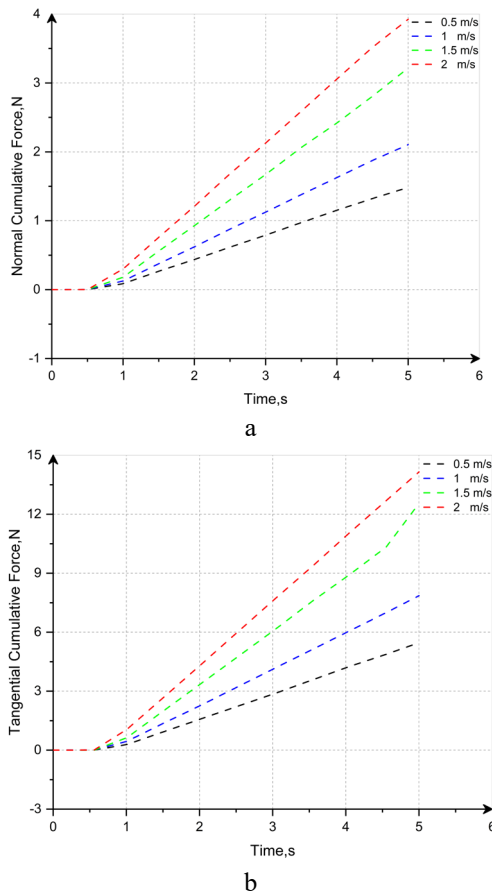 4
3
2
1
0
-1
Normal Cumulative Force,N
0.5 m/s
1 m/s
1.5 m/s
2 m/s
0 1 2 3 4 5 6
Time,s
a
15
12
9
6
3
0
-3
Tangential Cumulative Force,N
0.5 m/s
1 m/s
1.5 m/s
2 m/s
0 1 2 3 4 5 6
Time,s
b